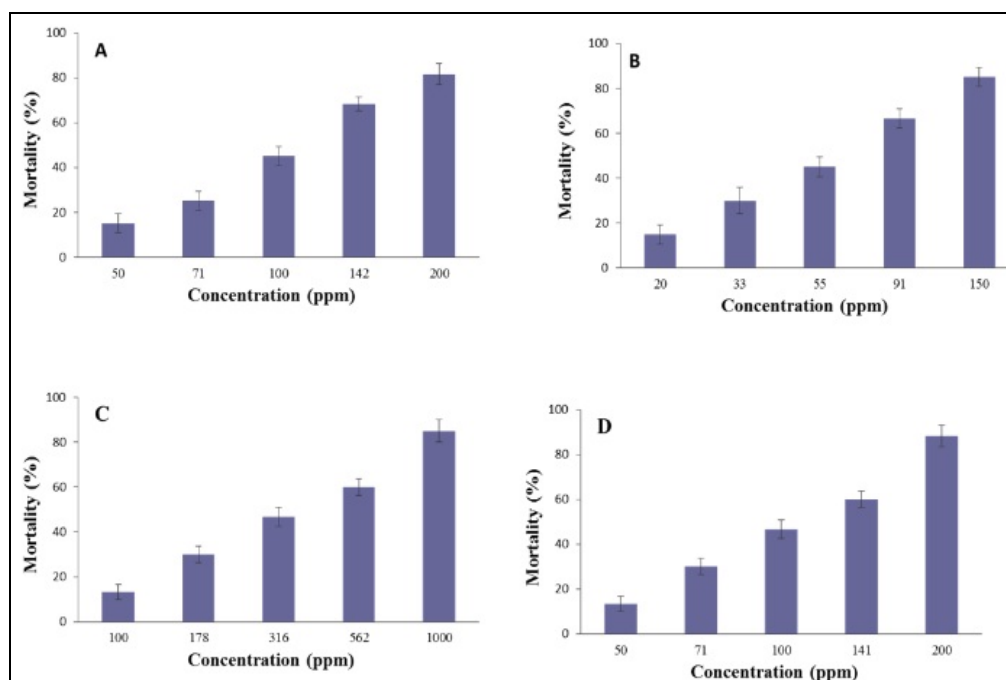 A
Mortality (%)
100
80
60
40
20
0
50 71 100 142 200
Concentration (ppm)
B
Mortality (%)
100
80
60
40
20
0
20 33 55 91 150
Concentration (ppm)
C
Mortality (%)
100
80
60
40
20
0
100 178 316 562 1000
Concentration (ppm)
D
Mortality (%)
100
80
60
40
20
0
50 71 100 141 200
Concentration (ppm)